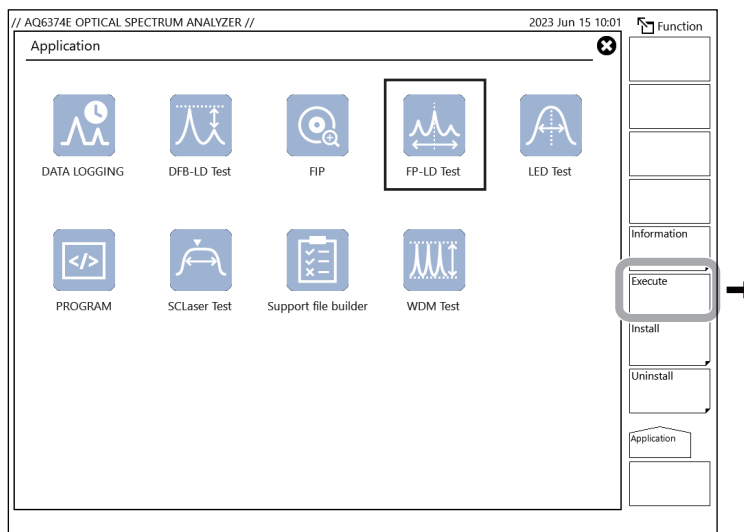 // AQ6374E OPTICAL SPECTRUM ANALYZER // 2023 Jun 15 10:01
Function
Application
DATA LOGGING DFB-LD Test FIP FP-LD Test LED Test
PROGRAM SCLaser Test Support file builder WDM Test
Information
Execute
Install
Uninstall
Application